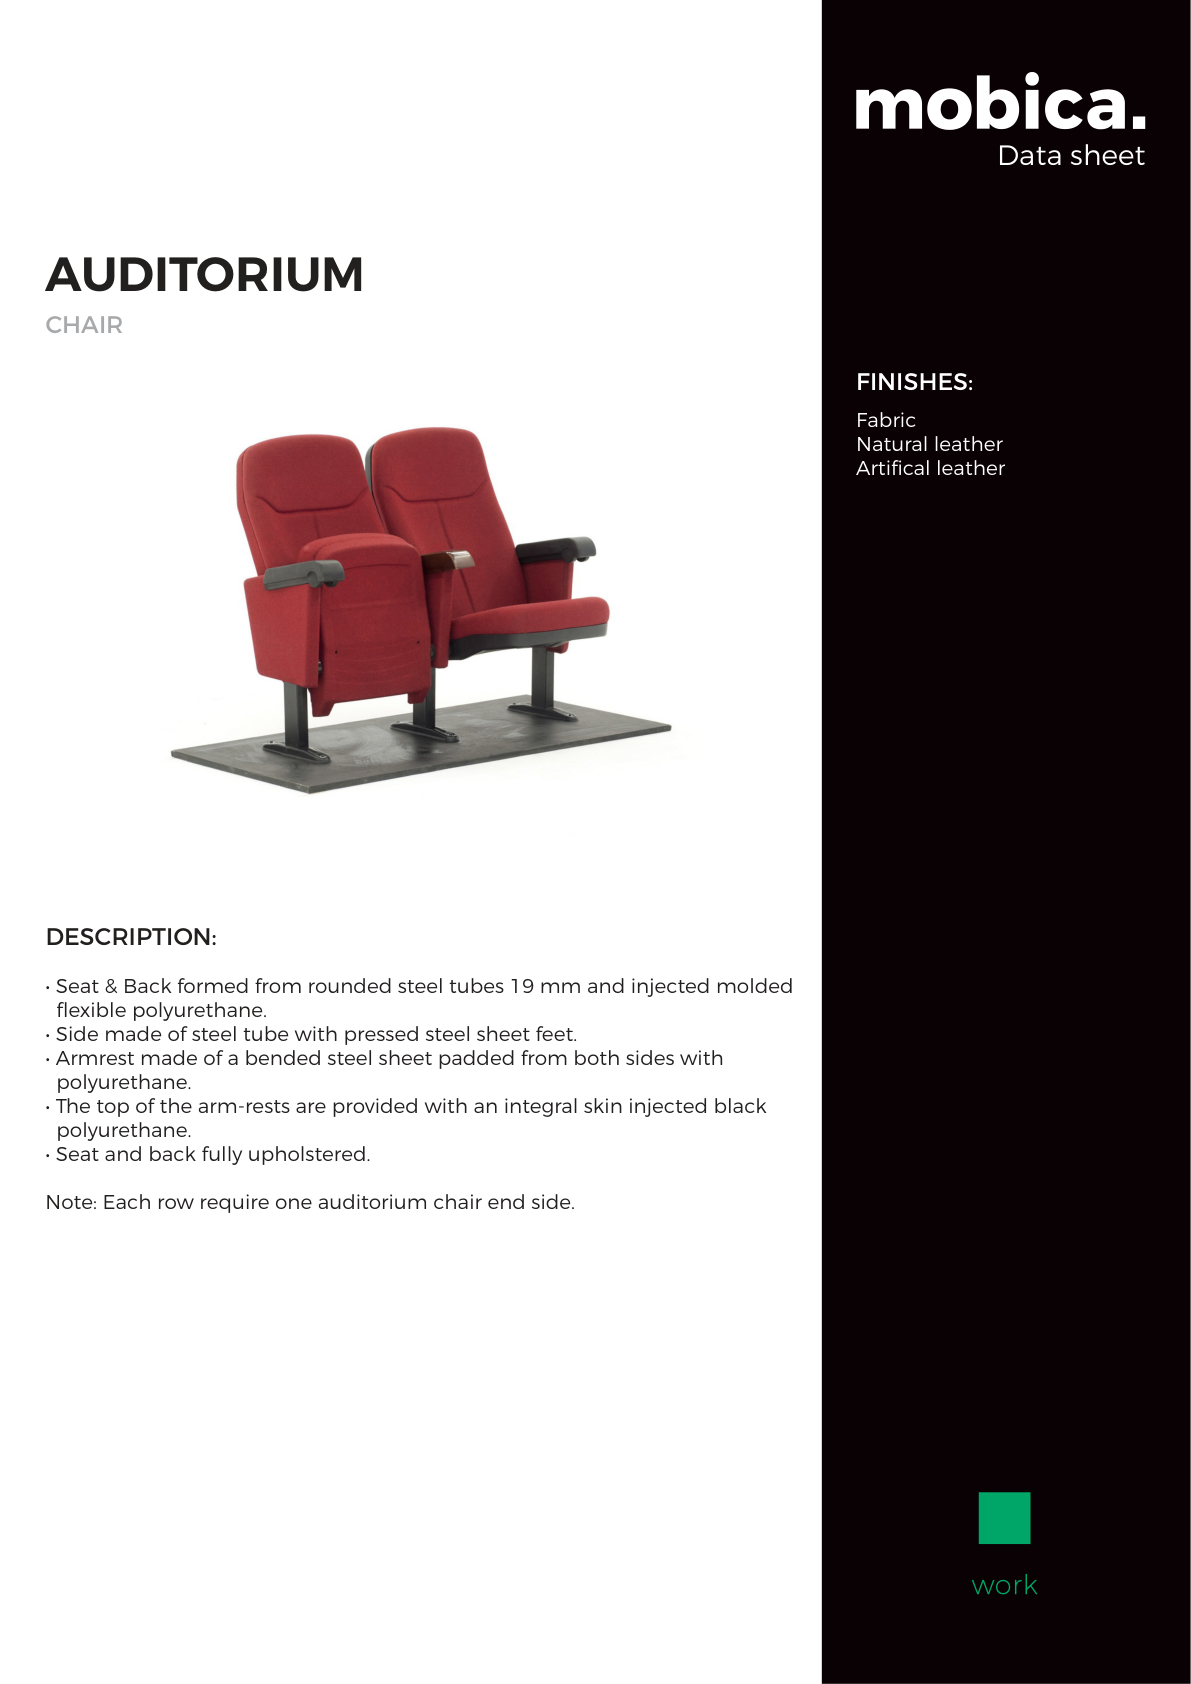 mobica.
Data sheet
AUDITORIUM
CHAIR
FINISHES:
Fabric
Natural leather
Artifical leather
DESCRIPTION:
• Seat & Back formed from rounded steel tubes 19 mm and injected molded
flexible polyurethane.
• Side made of steel tube with pressed steel sheet feet.
• Armrest made of a bended steel sheet padded from both sides with
polyurethane.
• The top of the arm-rests are provided with an integral skin injected black
polyurethane.
• Seat and back fully upholstered.
Note: Each row require one auditorium chair end side.
work